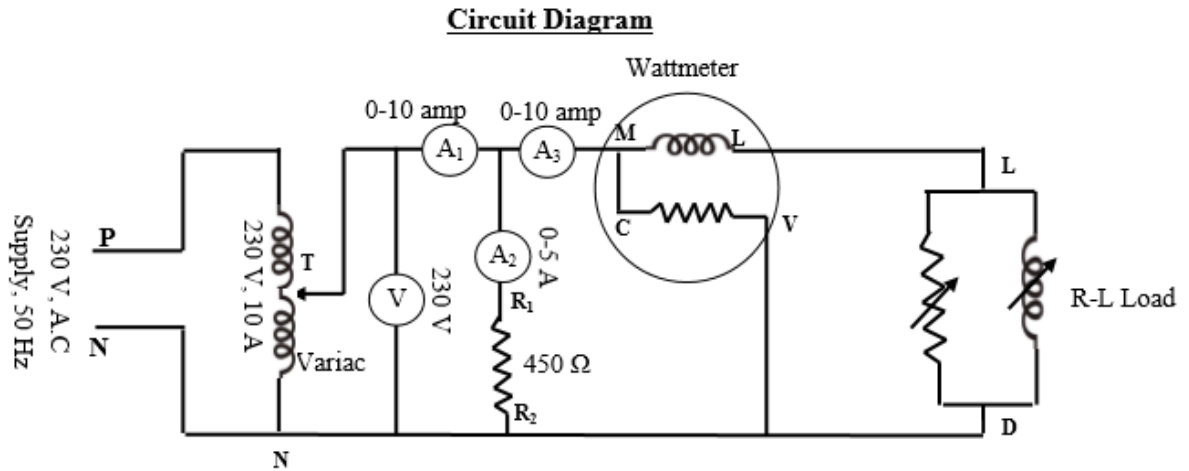 Circuit Diagram
Wattmeter
0-10 amp
0-10 amp
A₁
A₃
M
L
L
C
V
P
230 V, A.C
Supply, 50 Hz
N
230 V, 10 A
T
Variac
V
230 V
A₂
0-5 A
R₁
450 Ω
R₂
R-L Load
D
N